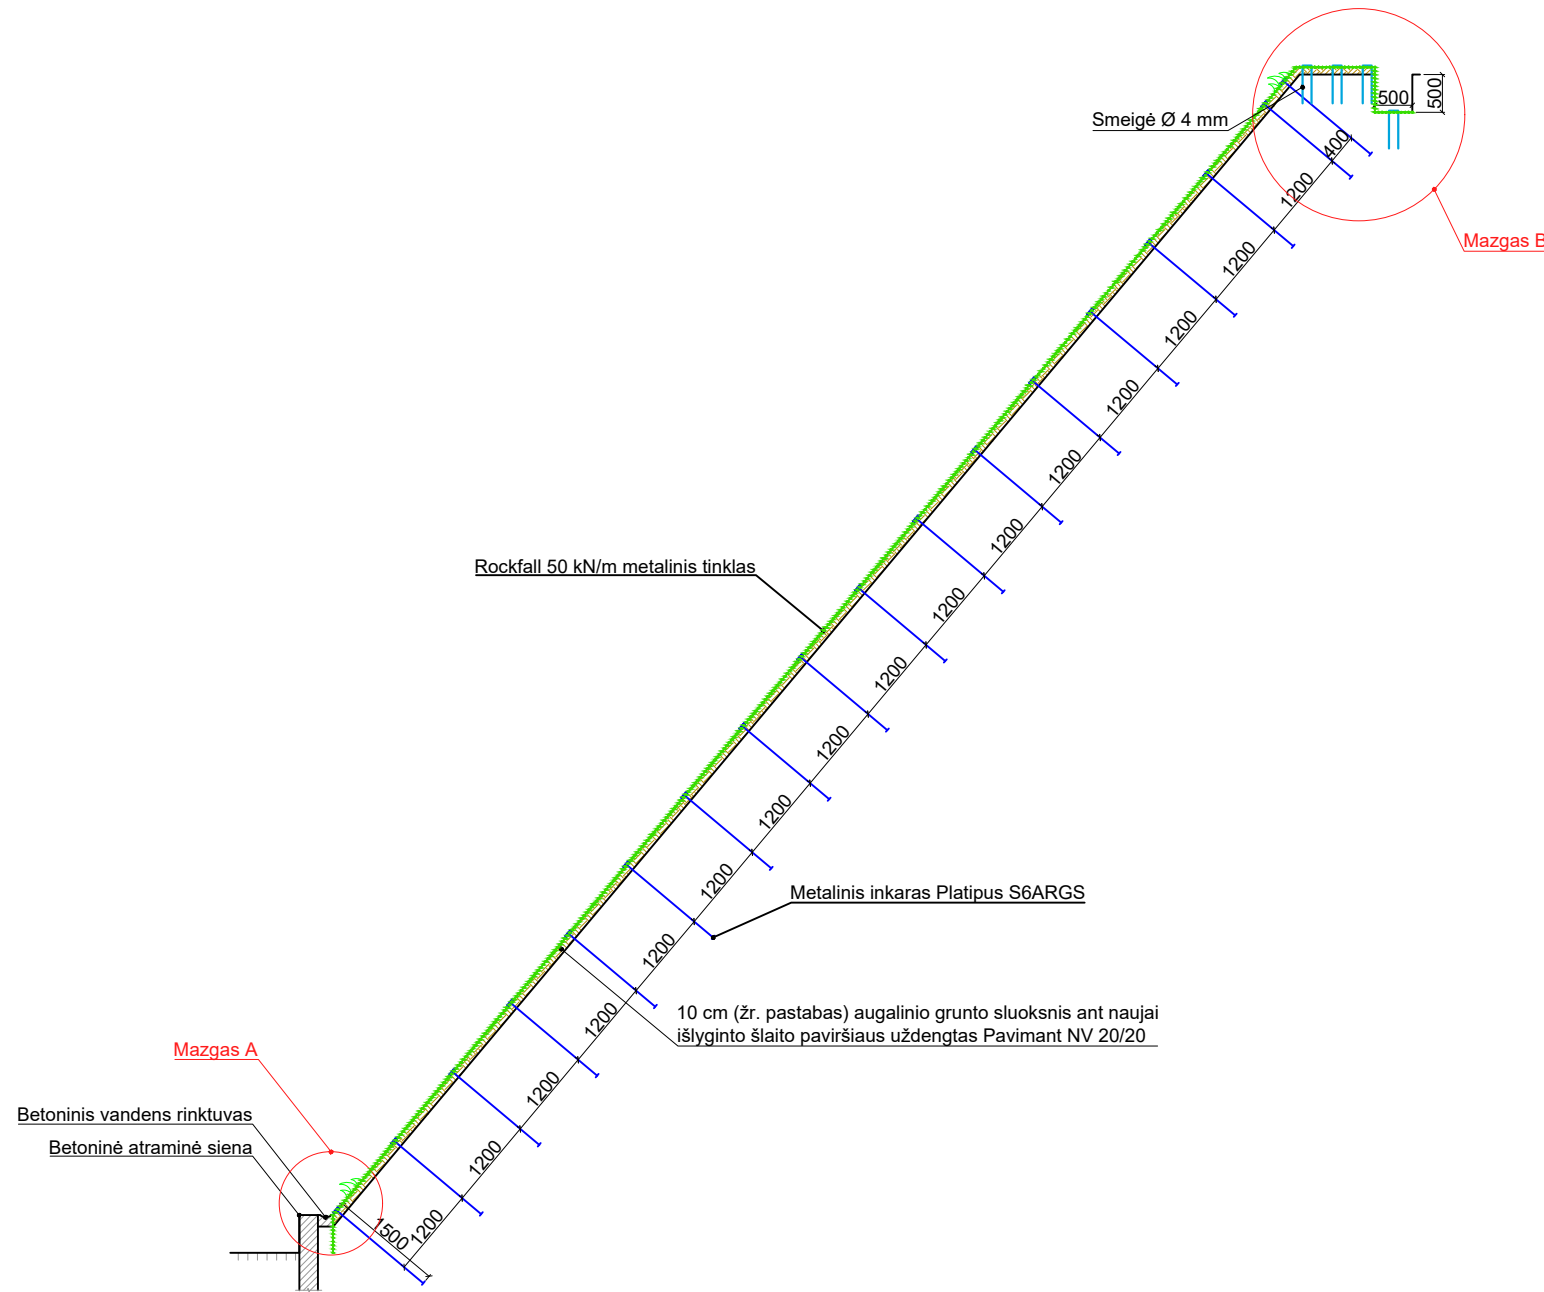 500
500
Smeigė Ø 4 mm
400
1200
Mazgas B
1200
1200
1200
1200
1200
Rockfall 50 kN/m metalinis tinklas
1200
1200
1200
1200
1200
Metalinis inkaras Platipus S6ARGS
1200
10 cm (žr. pastabas) augalinio grunto sluoksnis ant naujai
išlyginto šlaito paviršiaus uždengtas Pavimant NV 20/20
1200
Mazgas A
1200
Betoninis vandens rinktuvas
Betoninė atraminė siena
1200
1200
1500